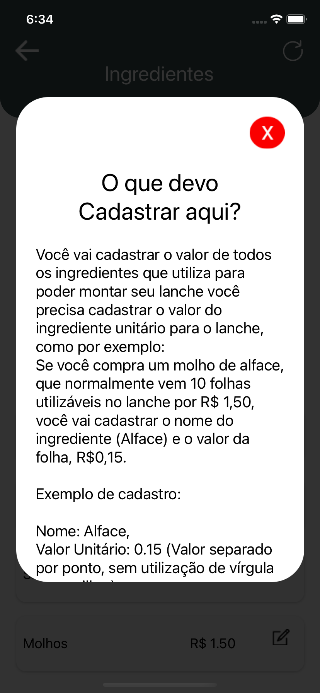 6:34
Ingredientes
X
O que devo
Cadastrar aqui?
Você vai cadastrar o valor de todos
os ingredientes que utiliza para
poder montar seu lanche você
precisa cadastrar o valor do
ingrediente unitário para o lanche,
como por exemplo:
Se você compra um molho de alface,
que normalmente vem 10 folhas
utilizáveis no lanche por R$ 1,50,
você vai cadastrar o nome do
ingrediente (Alface) e o valor da
folha, R$0,15.
Exemplo de cadastro:
Nome: Alface,
Valor Unitário: 0.15 (Valor separado
por ponto, sem utilização de vírgula
Molhos R$ 1.50